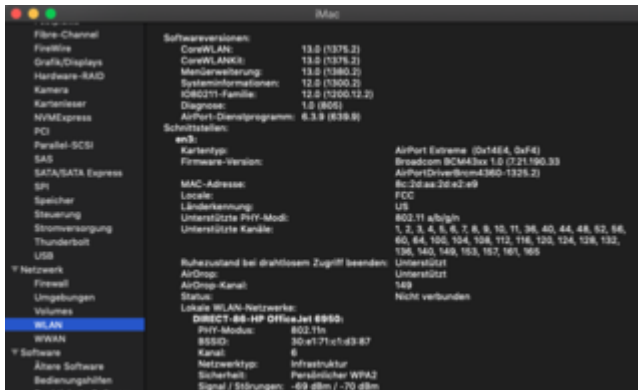 iMac
Fibre-Channel
FireWire
Grafik/Displays
Hardware-RAID
Kamera
Kartenleser
NVMExpress
PCI
Parallel-SCSI
SAS
SATA/SATA Express
SPI
Speicher
Steuerung
Stromversorgung
Thunderbolt
USB
Netzwerk
Firewall
Umgebungen
Volumes
WLAN
WWAN
Software
Ältere Software
Bedienungshilfen
Softwareversionen:
CoreWLAN: 13.0 (1375.2)
CoreWLANKit: 13.0 (1375.2)
Menüerweiterung: 13.0 (1380.2)
Systeminformationen: 12.0 (1300.2)
IO80211-Familie: 12.0 (1200.12.2)
Diagnose: 1.0 (805)
AirPort-Dienstprogramm: 6.3.9 (639.9)
Schnittstellen:
en3:
Kartentyp: AirPort Extreme (0x14E4, 0xF4)
Firmware-Version: Broadcom BCM43xx 1.0 (7.21.190.33
AirPortDriverBrcm4360-1325.2)
MAC-Adresse: 8c:2d:aa:2d:e2:e9
Locale: FCC
Länderkennung: US
Unterstützte PHY-Modi: 802.11 a/b/g/n
Unterstützte Kanäle: 1, 2, 3, 4, 5, 6, 7, 8, 9, 10, 11, 36, 40, 44, 48, 52, 56,
60, 64, 100, 104, 108, 112, 116, 120, 124, 128, 132,
136, 140, 149, 153, 157, 161, 165
Ruhezustand bei drahtlosem Zugriff beenden: Unterstützt
AirDrop: Unterstützt
AirDrop-Kanal: 149
Status: Nicht verbunden
Lokale WLAN-Netzwerke:
DIRECT-86-HP OfficeJet 6950:
PHY-Modus: 802.11n
BSSID: 30:e1:71:c1:d3:87
Kanal: 6
Netzwerktyp: Infrastruktur
Sicherheit: Persönlicher WPA2
Signal / Störungen: -69 dBm / -70 dBm